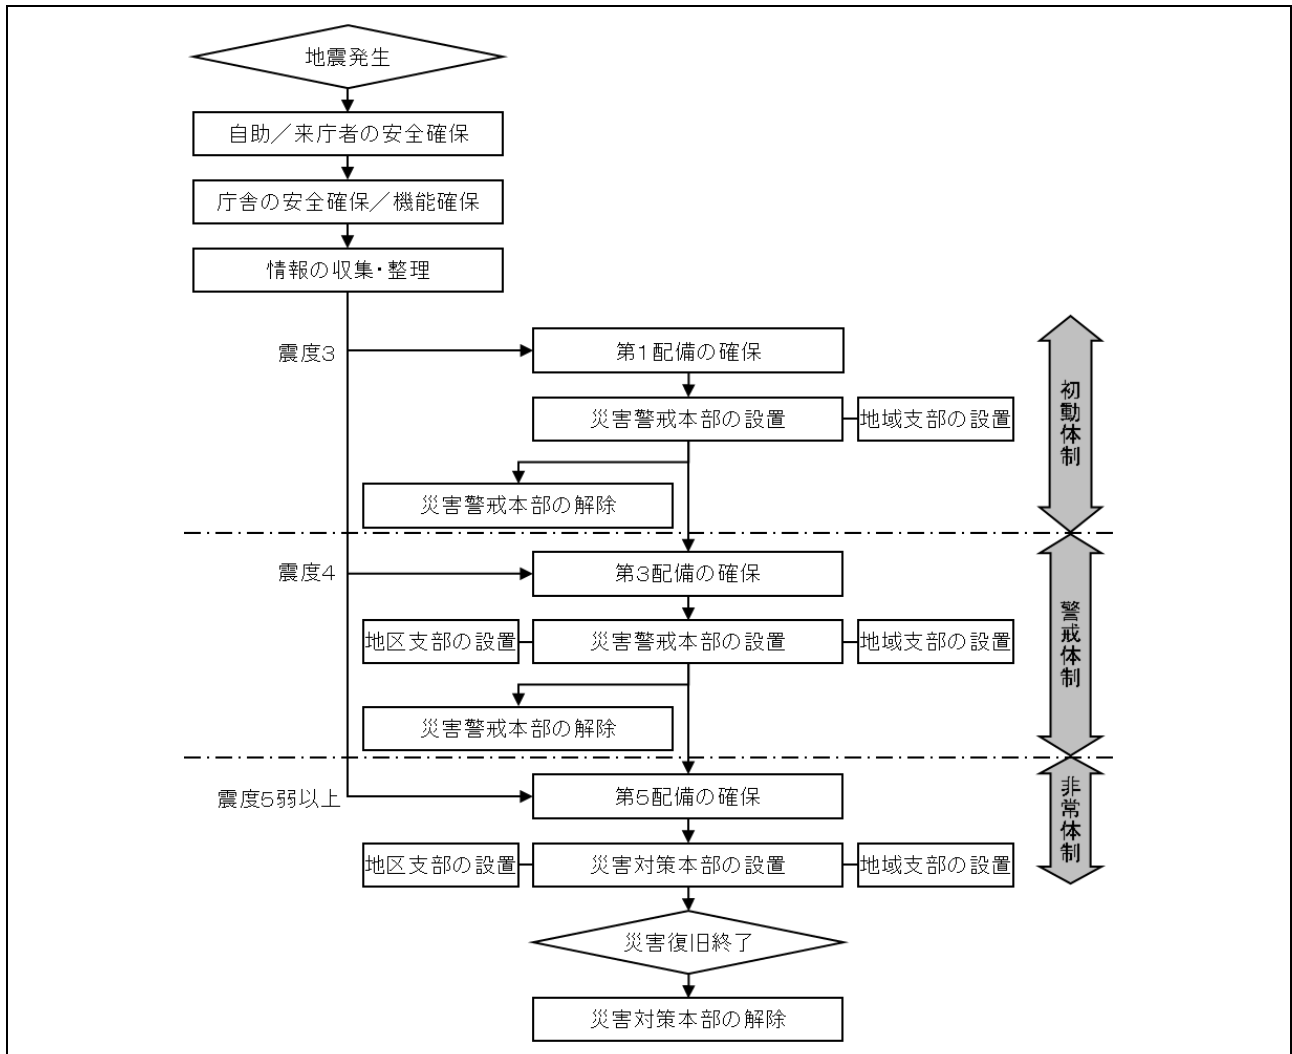 地震発生
自助／来庁者の安全確保
庁舎の安全確保／機能確保
情報の収集・整理
震度３
第１配備の確保
災害警戒本部の設置
地域支部の設置
災害警戒本部の解除
初動体制
震度４
第３配備の確保
地区支部の設置
災害警戒本部の設置
地域支部の設置
災害警戒本部の解除
警戒体制
震度５弱以上
第５配備の確保
地区支部の設置
災害対策本部の設置
地域支部の設置
非常体制
災害復旧終了
災害対策本部の解除